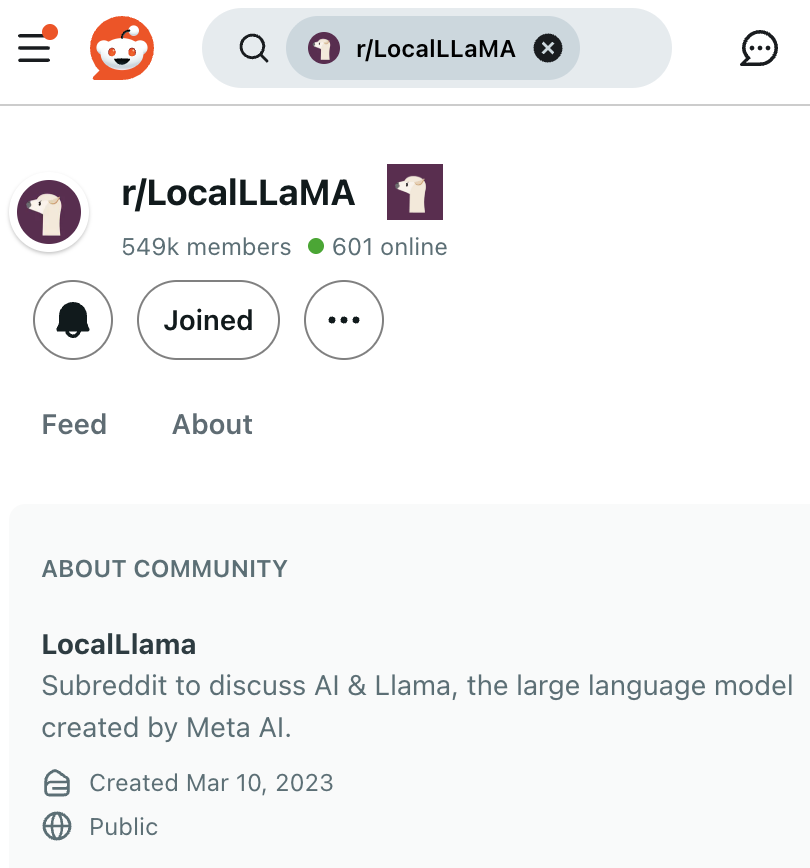 r/LocalLLaMA
r/LocalLLaMA
549k members 601 online
Joined
Feed About
ABOUT COMMUNITY
LocalLlama
Subreddit to discuss AI & Llama, the large language model
created by Meta AI.
Created Mar 10, 2023
Public